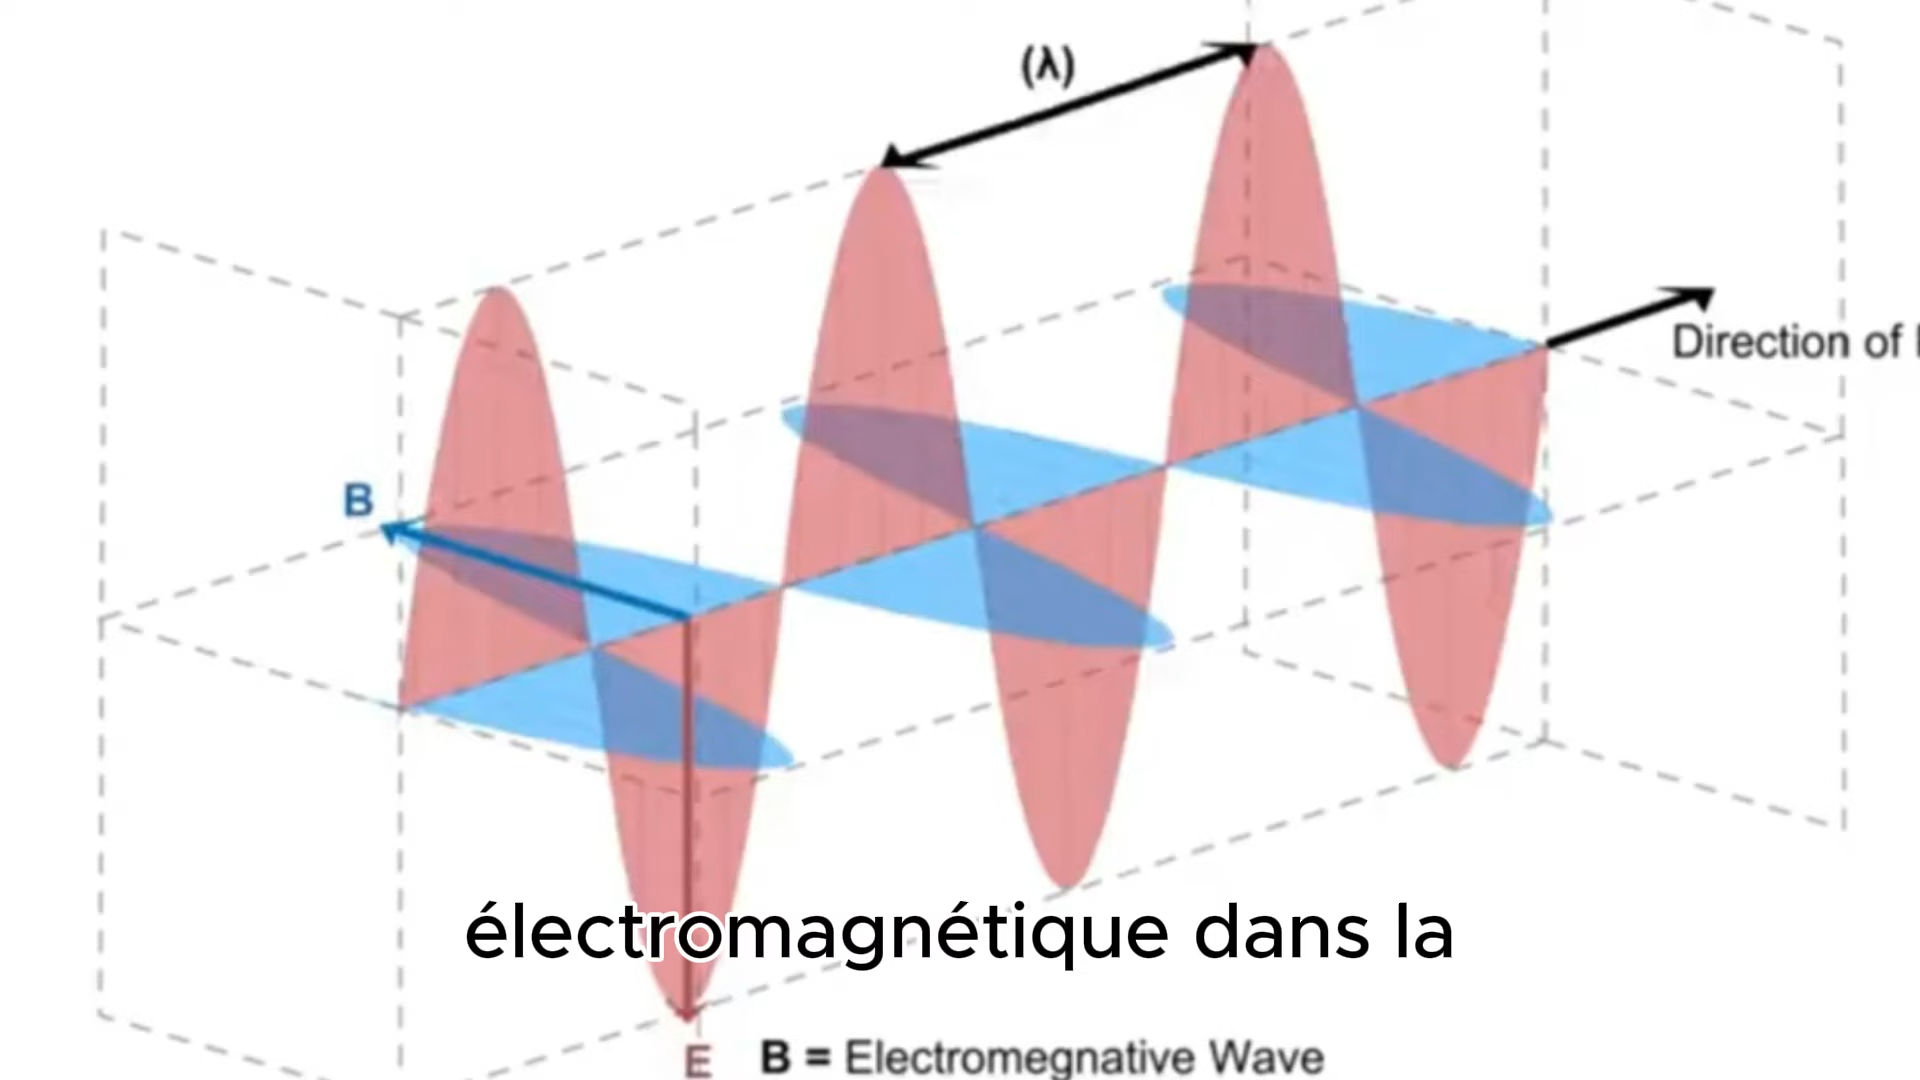 (λ)
Direction of
B
électromagnétique dans la
E
B = Electromegnative Wave